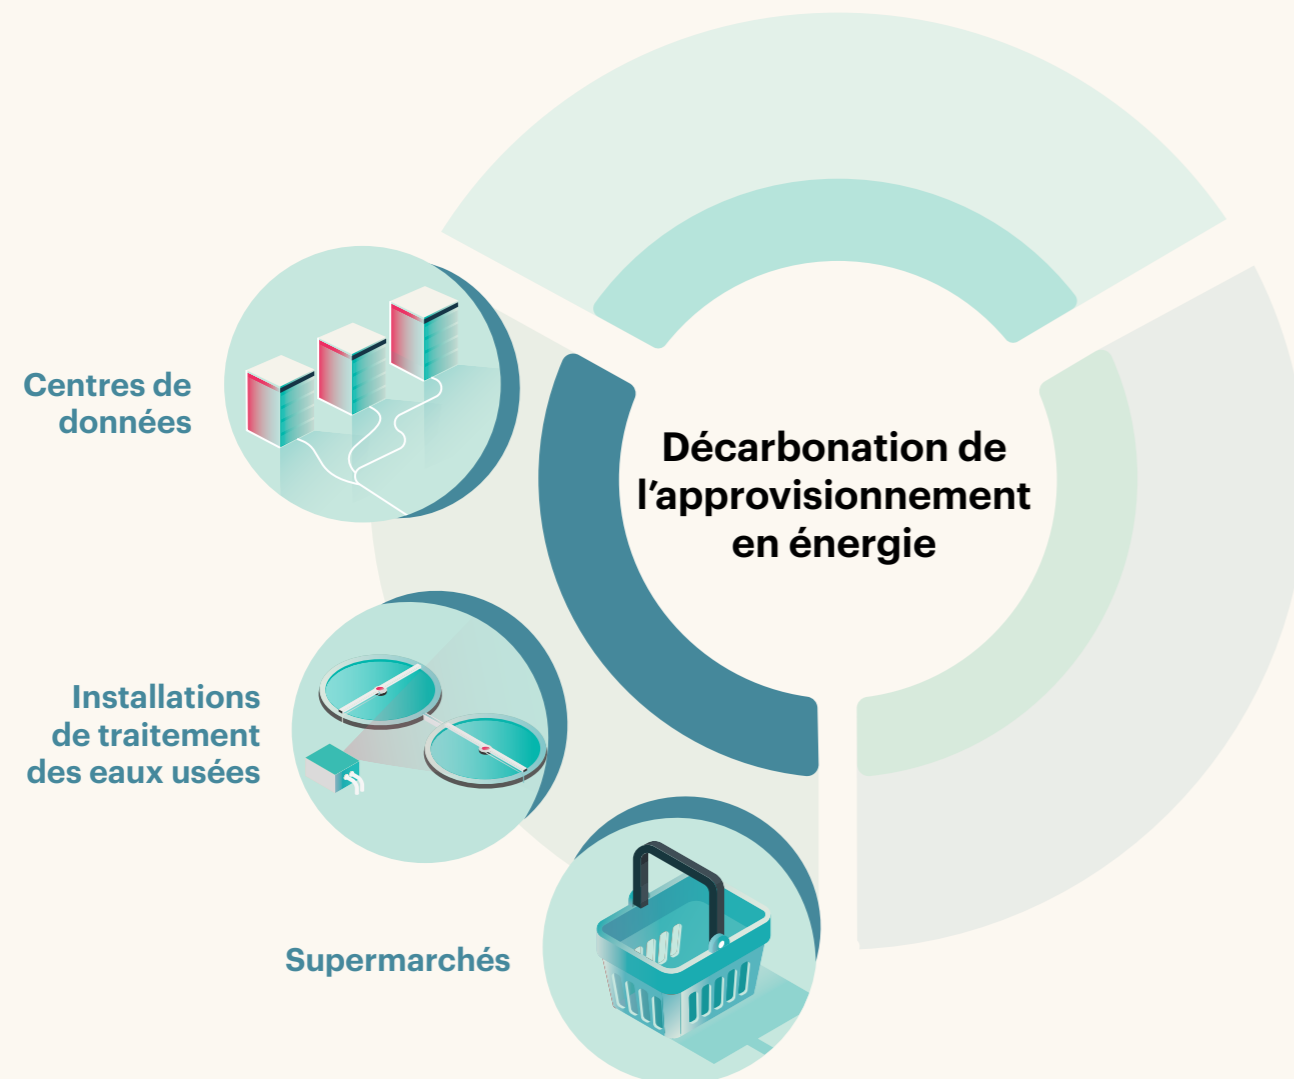 Centres de
données
Décarbonation de
l’approvisionnement
en énergie
Installations
de traitement
des eaux usées
Supermarchés